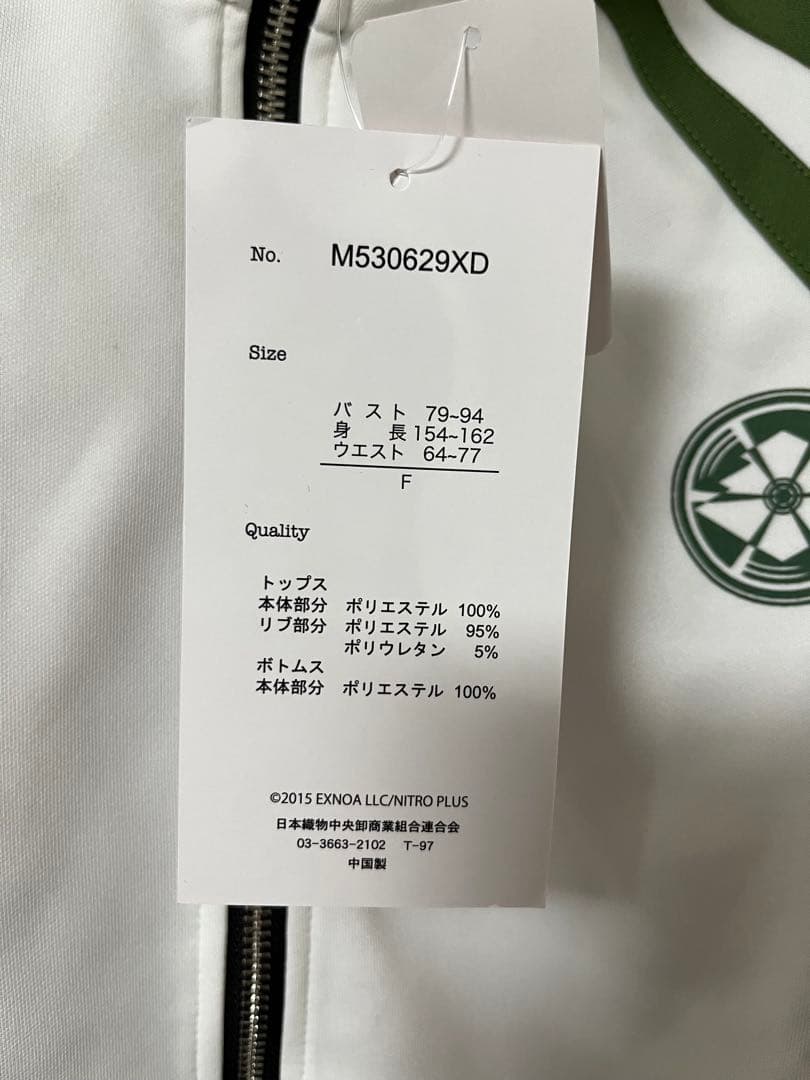 No. M530629XD
Size
バスト 79~94
身長 154~162
ウエスト 64~77
F
Quality
トップス
本体部分 ポリエステル 100%
リブ部分 ポリエステル 95%
ポリウレタン 5%
ボトムス
本体部分 ポリエステル 100%
©2015 EXNOA LLC/NITRO PLUS
日本織物中央卸商業組合連合会
03-3663-2102 T-97
中国製